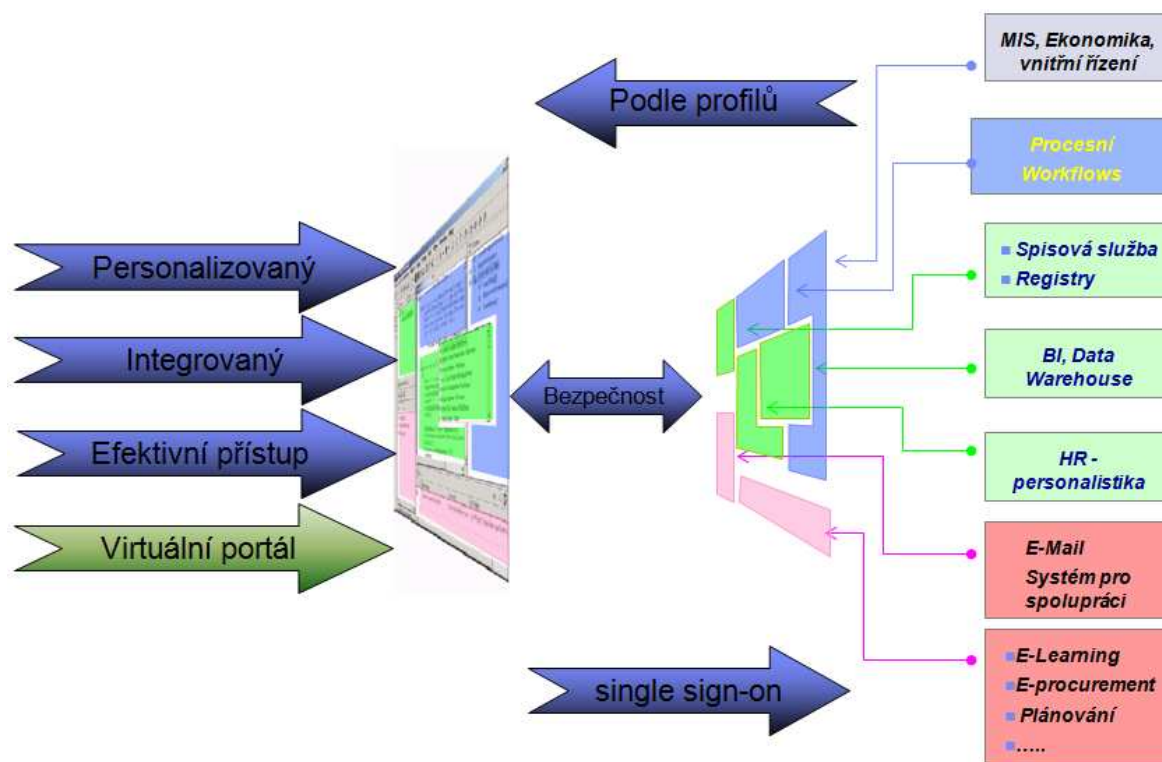 MIS, Ekonomika,
vnitřní řízení
Podle profilů
Procesní
Workflows
Personalizovaný
Spisová služba
Registry
Integrovaný
BI, Data
Warehouse
Bezpečnost
Efektivní přístup
HR -
personalistika
Virtuální portál
E-Mail
Systém pro
spolupráci
single sign-on
E-Learning
E-procurement
Plánování
…..